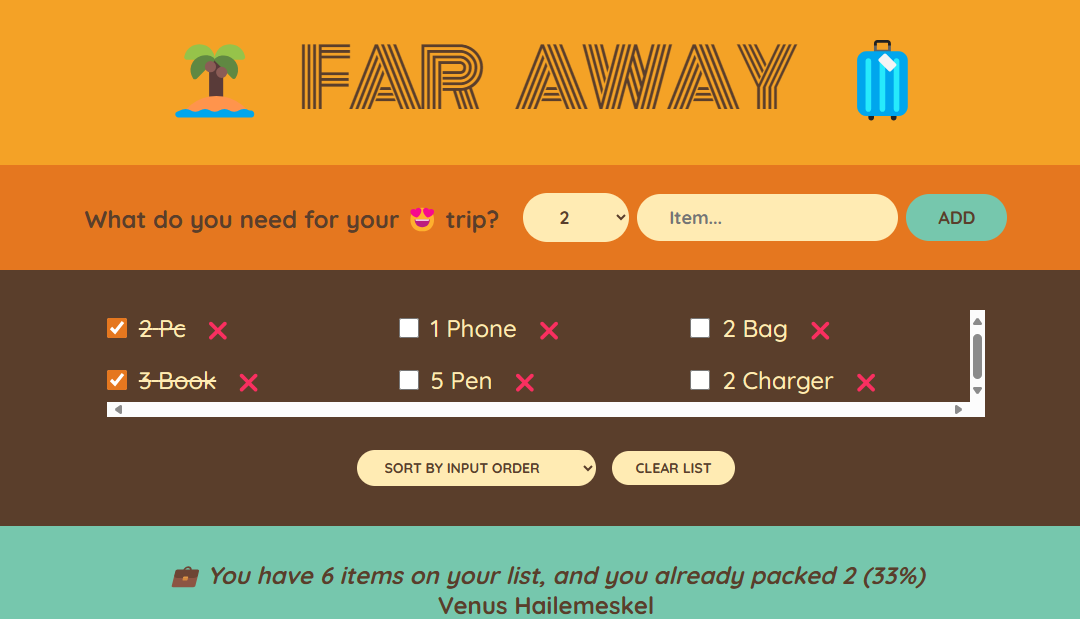 FAR AWAY
What do you need for your 😍 trip? 2 Item... ADD
2 Pc ❌ 1 Phone ❌ 2 Bag ❌
3 Book ❌ 5 Pen ❌ 2 Charger ❌
SORT BY INPUT ORDER CLEAR LIST
💼 You have 6 items on your list, and you already packed 2 (33%)
Venus Hailemeskel